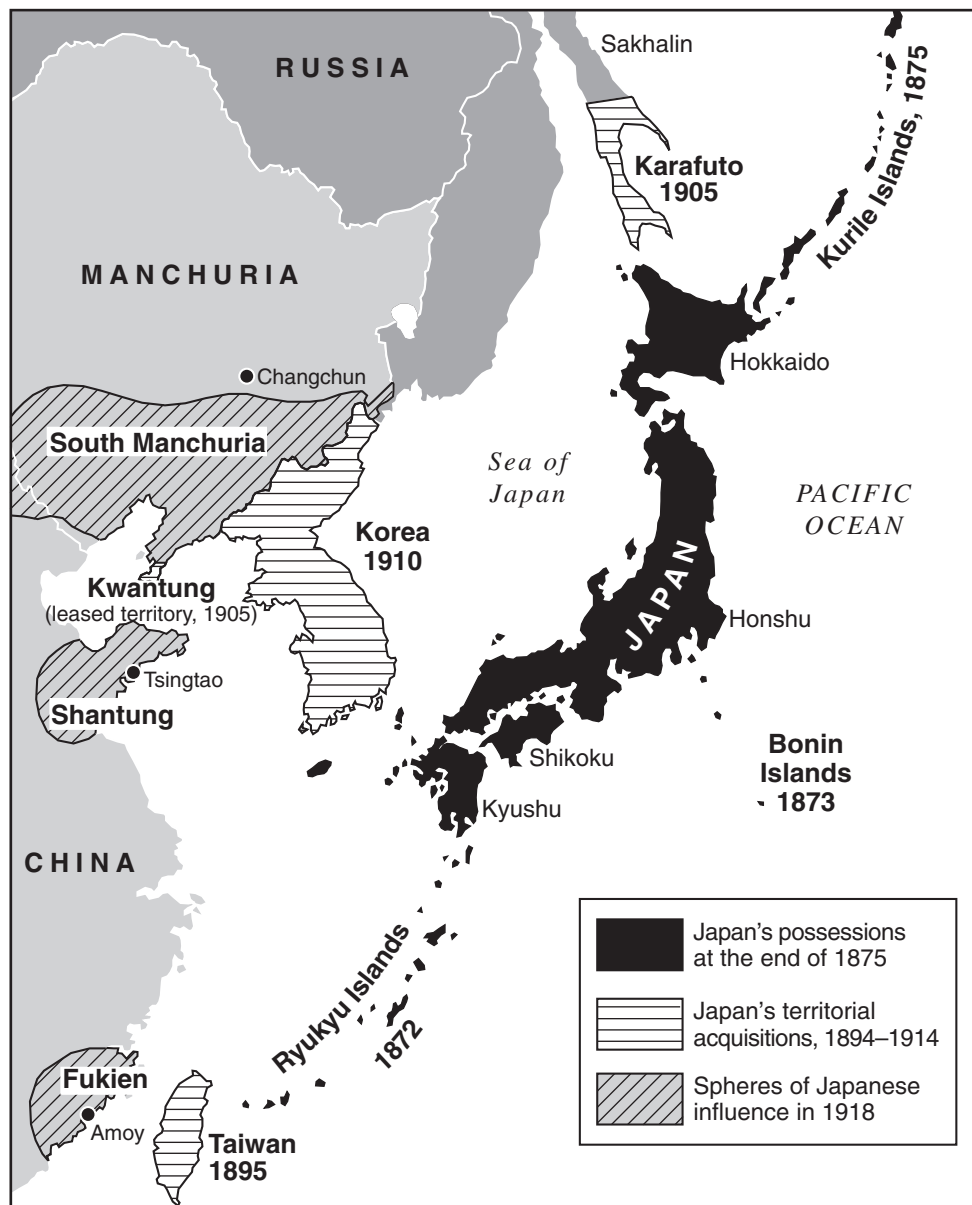 Sakhalin
RUSSIA
Kurile Islands, 1875
Karafuto
1905
MANCHURIA
Hokkaido
Changchun
South Manchuria
Sea of
Japan
PACIFIC
OCEAN
Korea
1910
JAPAN
Kwantung
(leased territory, 1905)
Honshu
Tsingtao
Shantung
Bonin
Islands
1873
Shikoku
Kyushu
CHINA
Ryukyu Islands
1872
Fukien
Amoy
Taiwan
1895
Japan's possessions
at the end of 1875
Japan's territorial
acquisitions, 1894–1914
Spheres of Japanese
influence in 1918